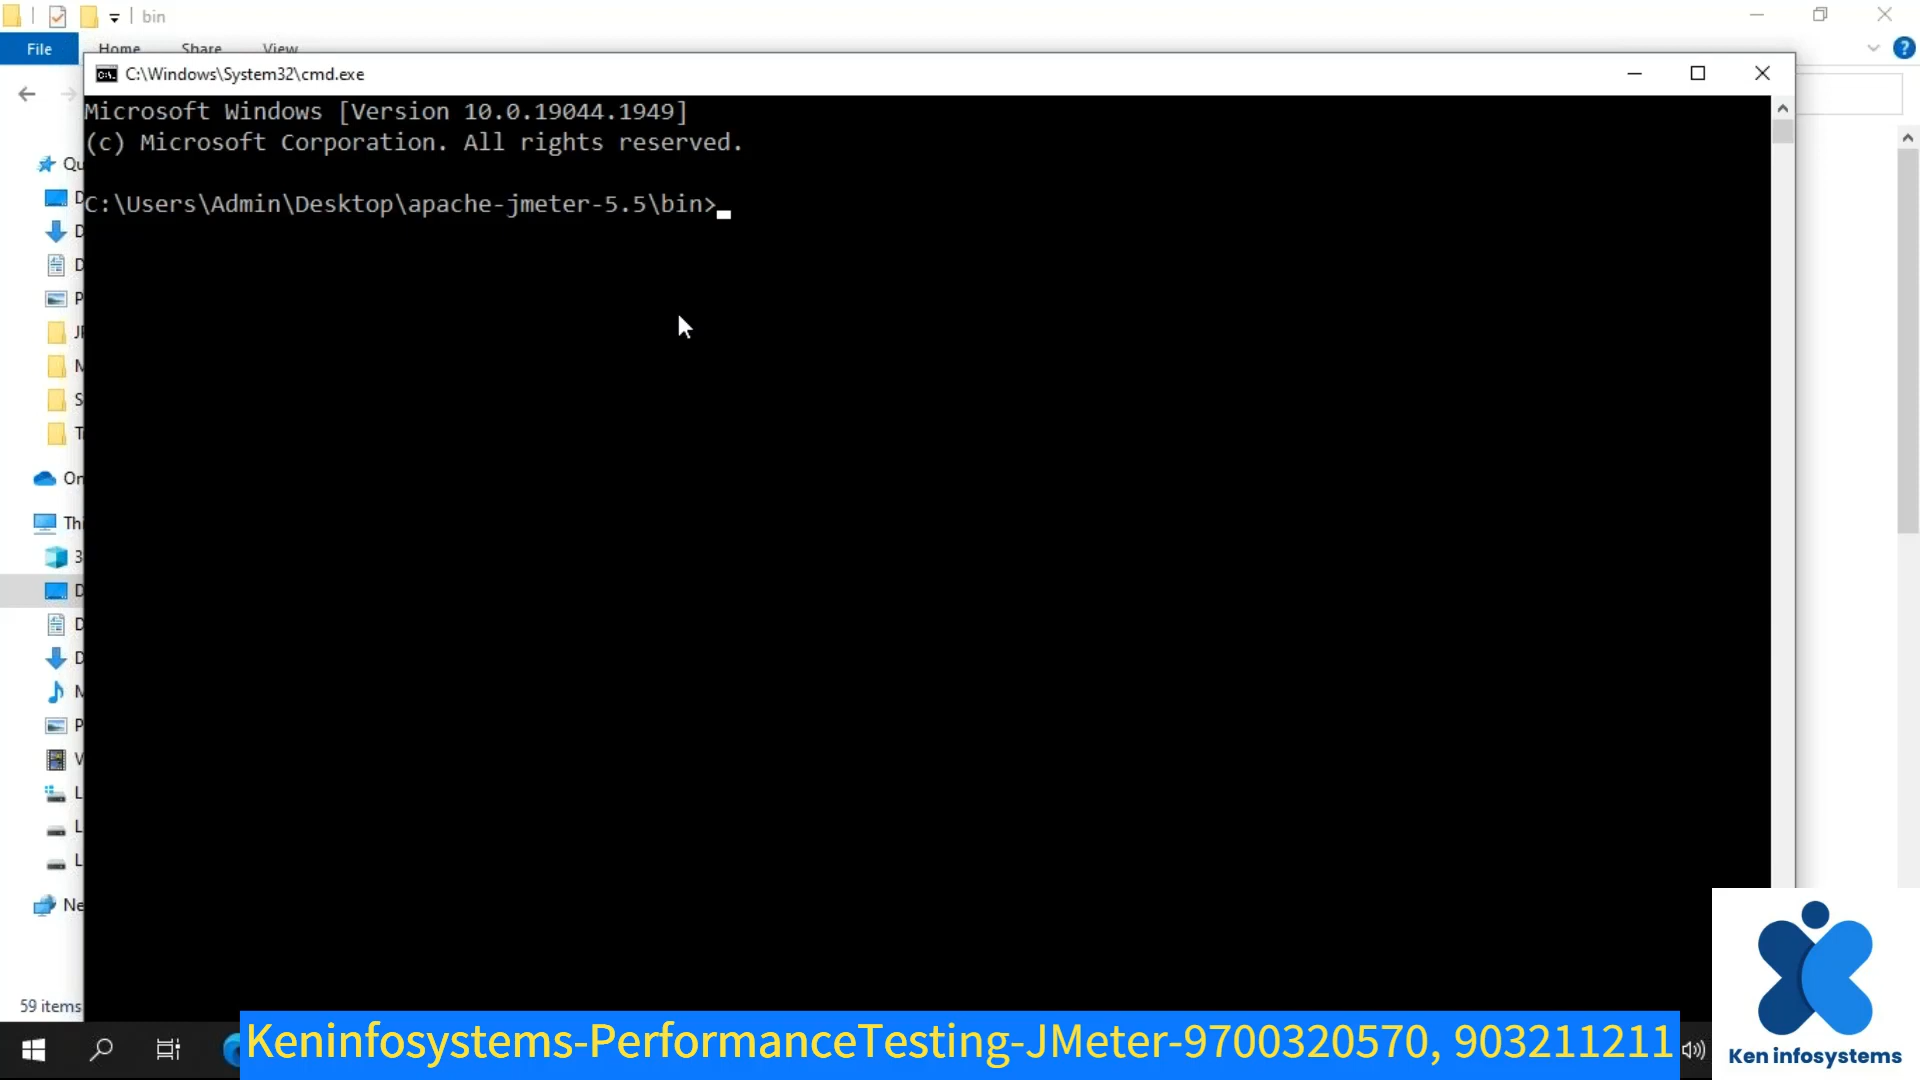 bin
File Home Share View
C:\Windows\System32\cmd.exe
Microsoft Windows [Version 10.0.19044.1949]
(c) Microsoft Corporation. All rights reserved.
C:\Users\Admin\Desktop\apache-jmeter-5.5\bin>
59 items
Keninfosystems-PerformanceTesting-JMeter-9700320570, 903211211
Ken infosystems